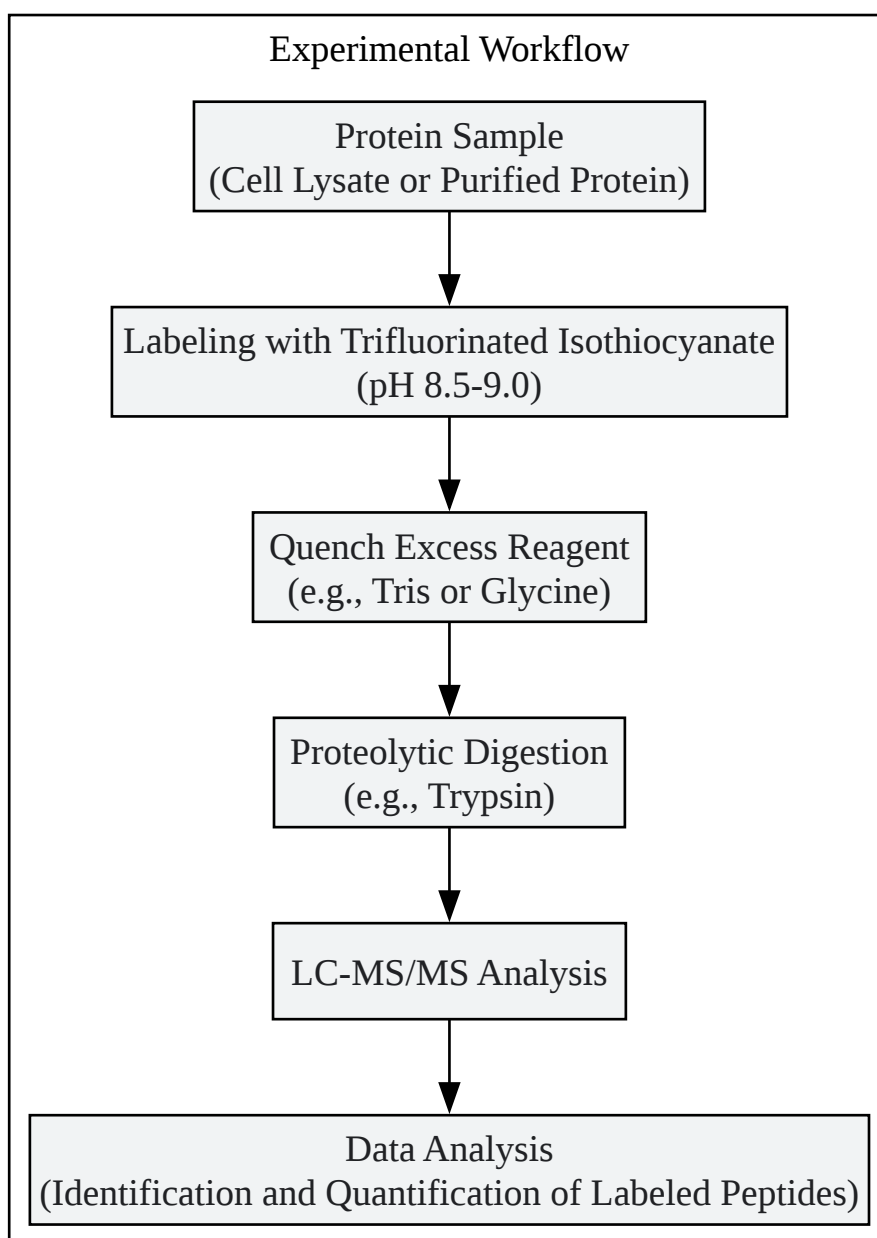 Experimental Workflow
Protein Sample
(Cell Lysate or Purified Protein)
Labeling with Trifluorinated Isothiocyanate
(pH 8.5-9.0)
Quench Excess Reagent
(e.g., Tris or Glycine)
Proteolytic Digestion
(e.g., Trypsin)
LC-MS/MS Analysis
Data Analysis
(Identification and Quantification of Labeled Peptides)